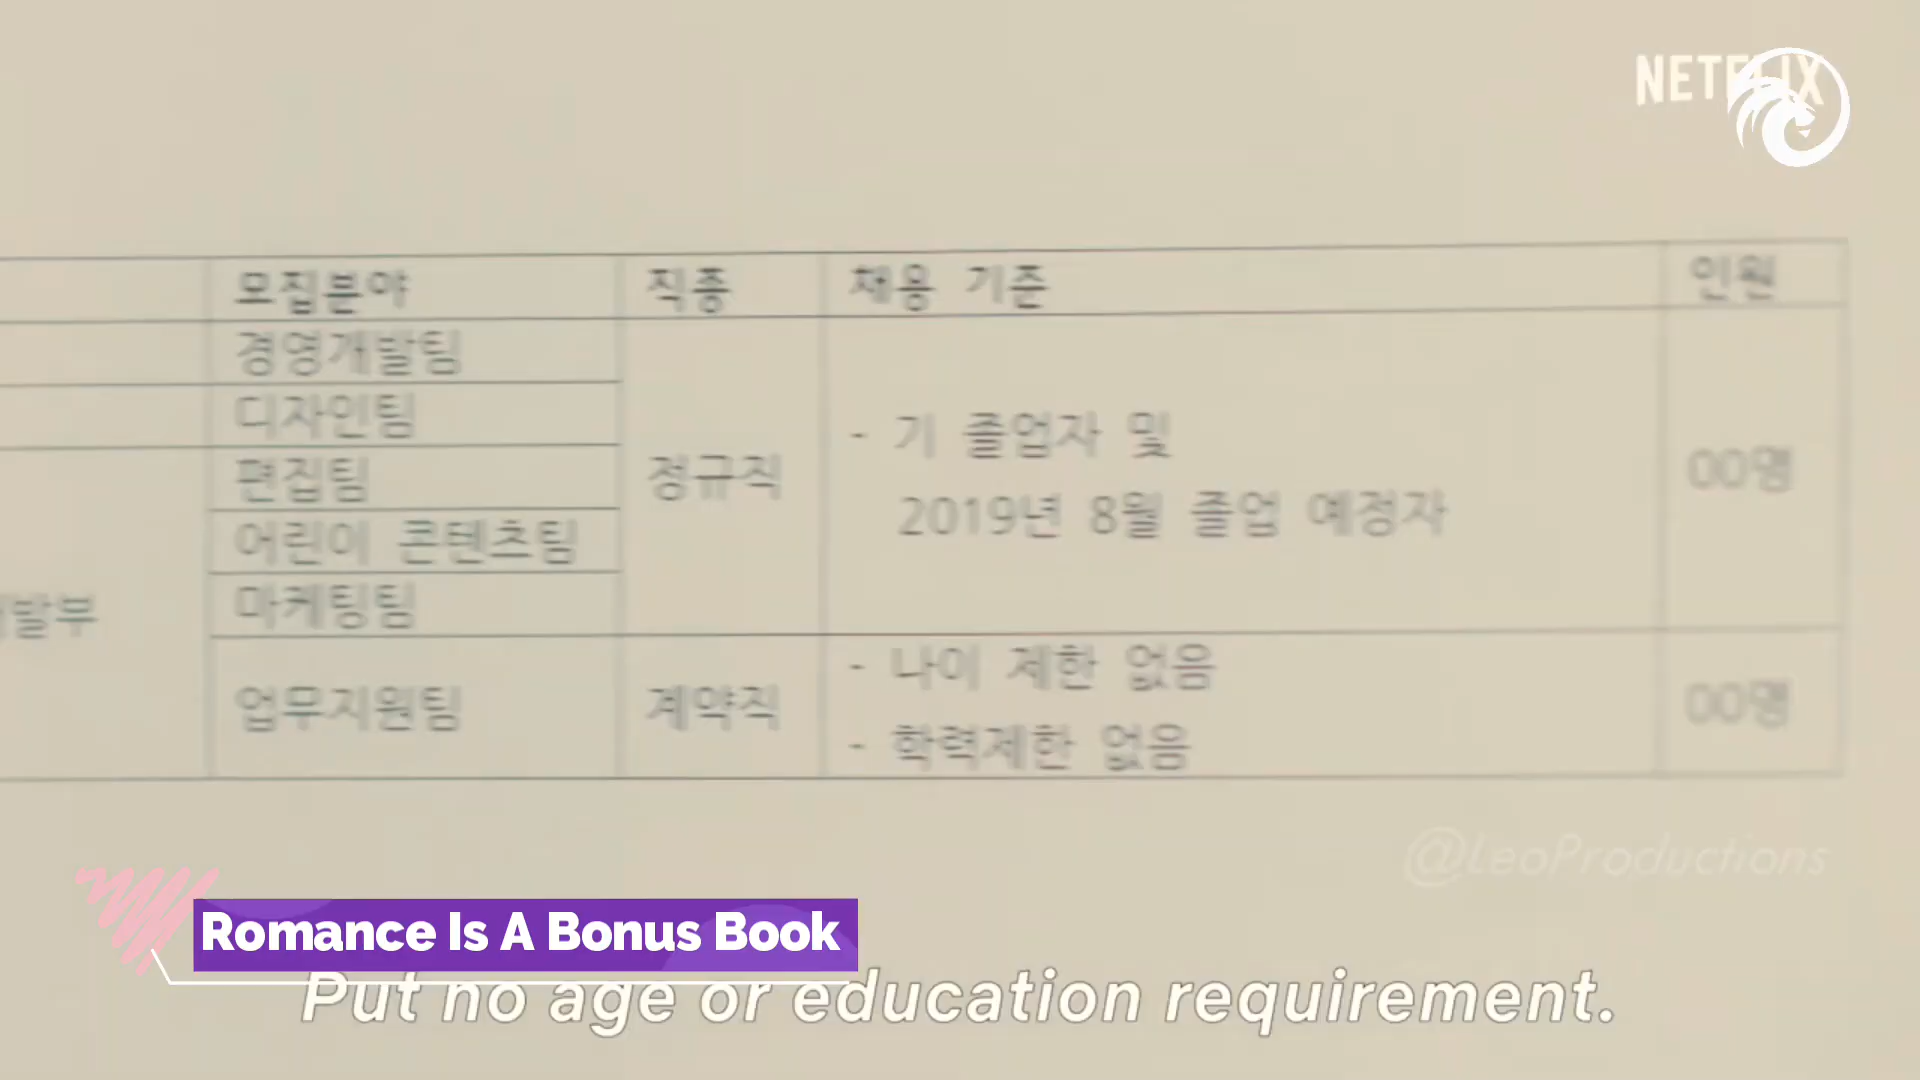 NETFLIX
모집분야 직종 채용 기준 인원
경영개발팀
디자인팀
편집팀
어린이 콘텐츠팀
마케팅팀
정규직
- 기 졸업자 및
2019년 8월 졸업 예정자
00명
발부
업무지원팀
계약직
- 나이 제한 없음
- 학력제한 없음
00명
@LeoProductions
Romance Is A Bonus Book
Put no age or education requirement.